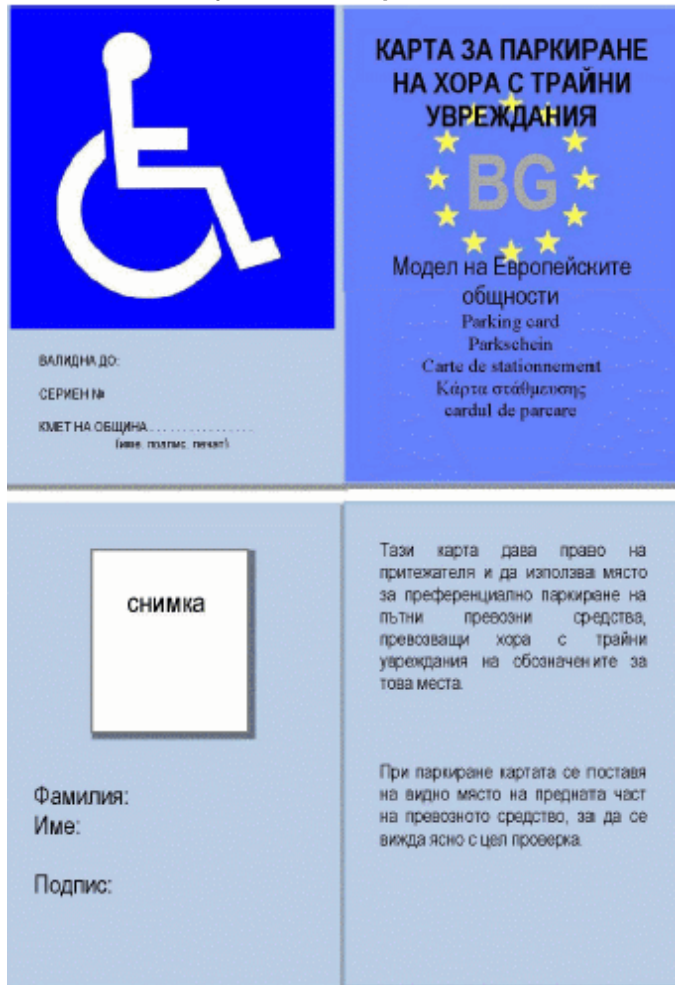 КАРТА ЗА ПАРКИРАНЕ
НА ХОРА С ТРАЙНИ
УВРЕЖДАНИЯ
BG
Модел на Европейските
общности
Parking card
Parkschein
Carte de stationnement
Κάρτα στάθμευσης
cardul de parcare
ВАЛИДНА ДО:
СЕРИЕН №
КМЕТ НА ОБЩИНА.................
(име, подпис, печат)
снимка
Фамилия:
Име:
Подпис:
Тази карта дава право на
притежателя и да използва място
за преференциално паркиране на
пътни превозни средства,
превозващи хора с трайни
увреждания на обозначените за
това места.
При паркиране картата се поставя
на видно място на предната част
на превозното средство, за да се
вижда ясно с цел проверка.